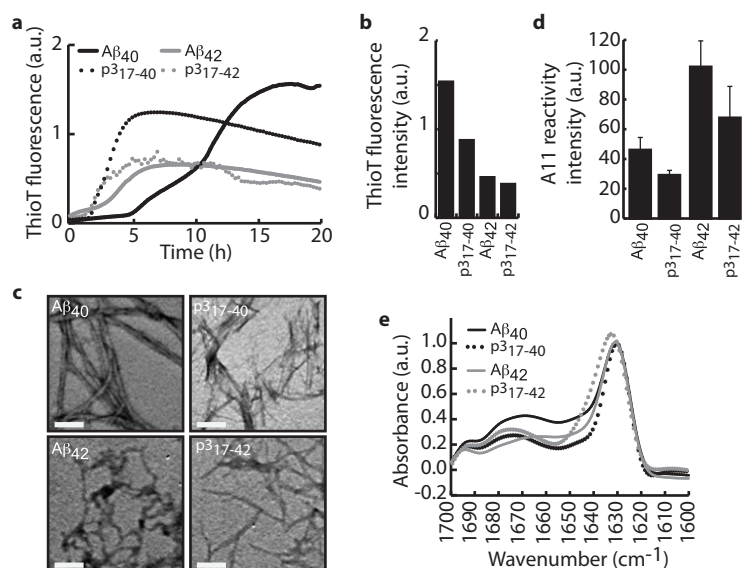 a
ThioT fluorescence (a.u.)
2
1
0
Aβ40
Aβ42
p317-40
p317-42
0 5 10 15 20
Time (h)
b
ThioT fluorescence
intensity (a.u.)
2
1
0
Aβ40
p317-40
Aβ42
p317-42
d
A11 reactivity
intensity (a.u.)
120
100
80
60
40
20
0
Aβ40
p317-40
Aβ42
p317-42
c
Aβ40
p317-40
Aβ42
p317-42
e
Absorbance (a.u.)
1.0
0.8
0.6
0.4
0.2
0.0
-0.2
Aβ40
p317-40
Aβ42
p317-42
1700 1690 1680 1670 1660 1650 1640 1630 1620 1610 1600
Wavenumber (cm-1)